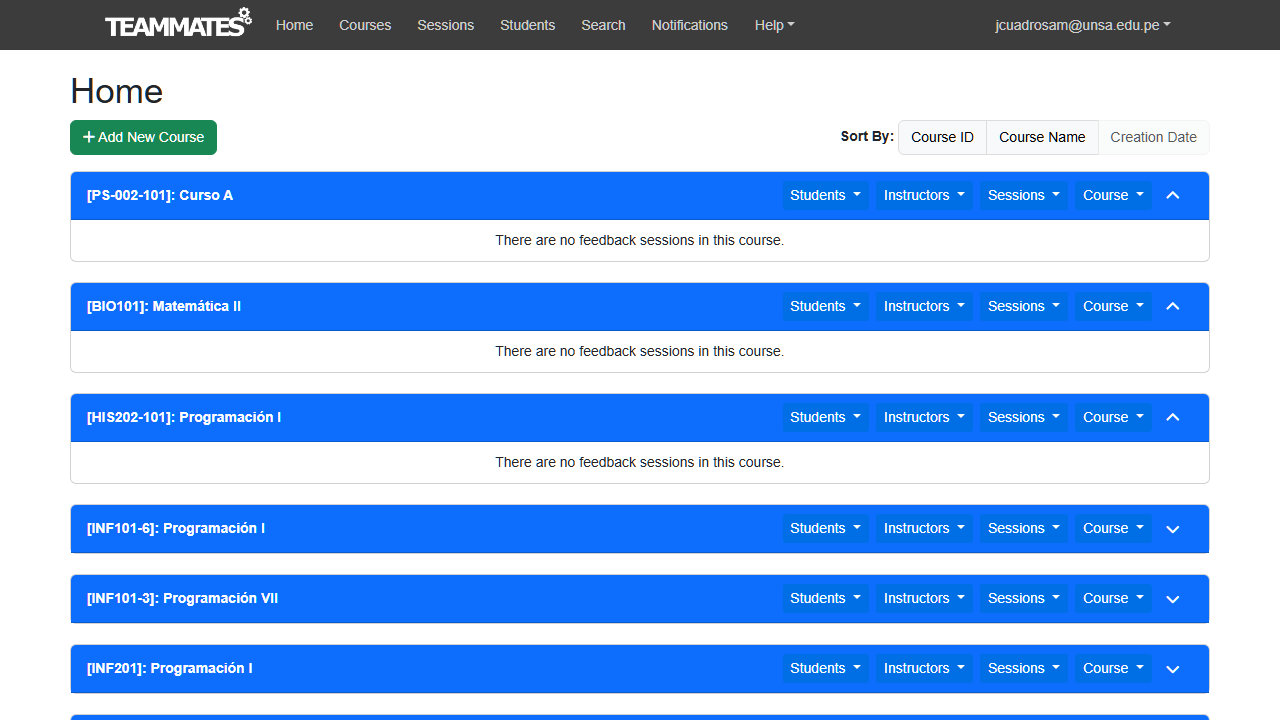 TEAMMATES Home Courses Sessions Students Search Notifications Help jcuadrosam@unsa.edu.pe
Home
+ Add New Course Sort By: Course ID Course Name Creation Date
[PS-002-101]: Curso A Students Instructors Sessions Course
There are no feedback sessions in this course.
[BIO101]: Matemática II Students Instructors Sessions Course
There are no feedback sessions in this course.
[HIS202-101]: Programación I Students Instructors Sessions Course
There are no feedback sessions in this course.
[INF101-6]: Programación I Students Instructors Sessions Course
[INF101-3]: Programación VII Students Instructors Sessions Course
[INF201]: Programación I Students Instructors Sessions Course